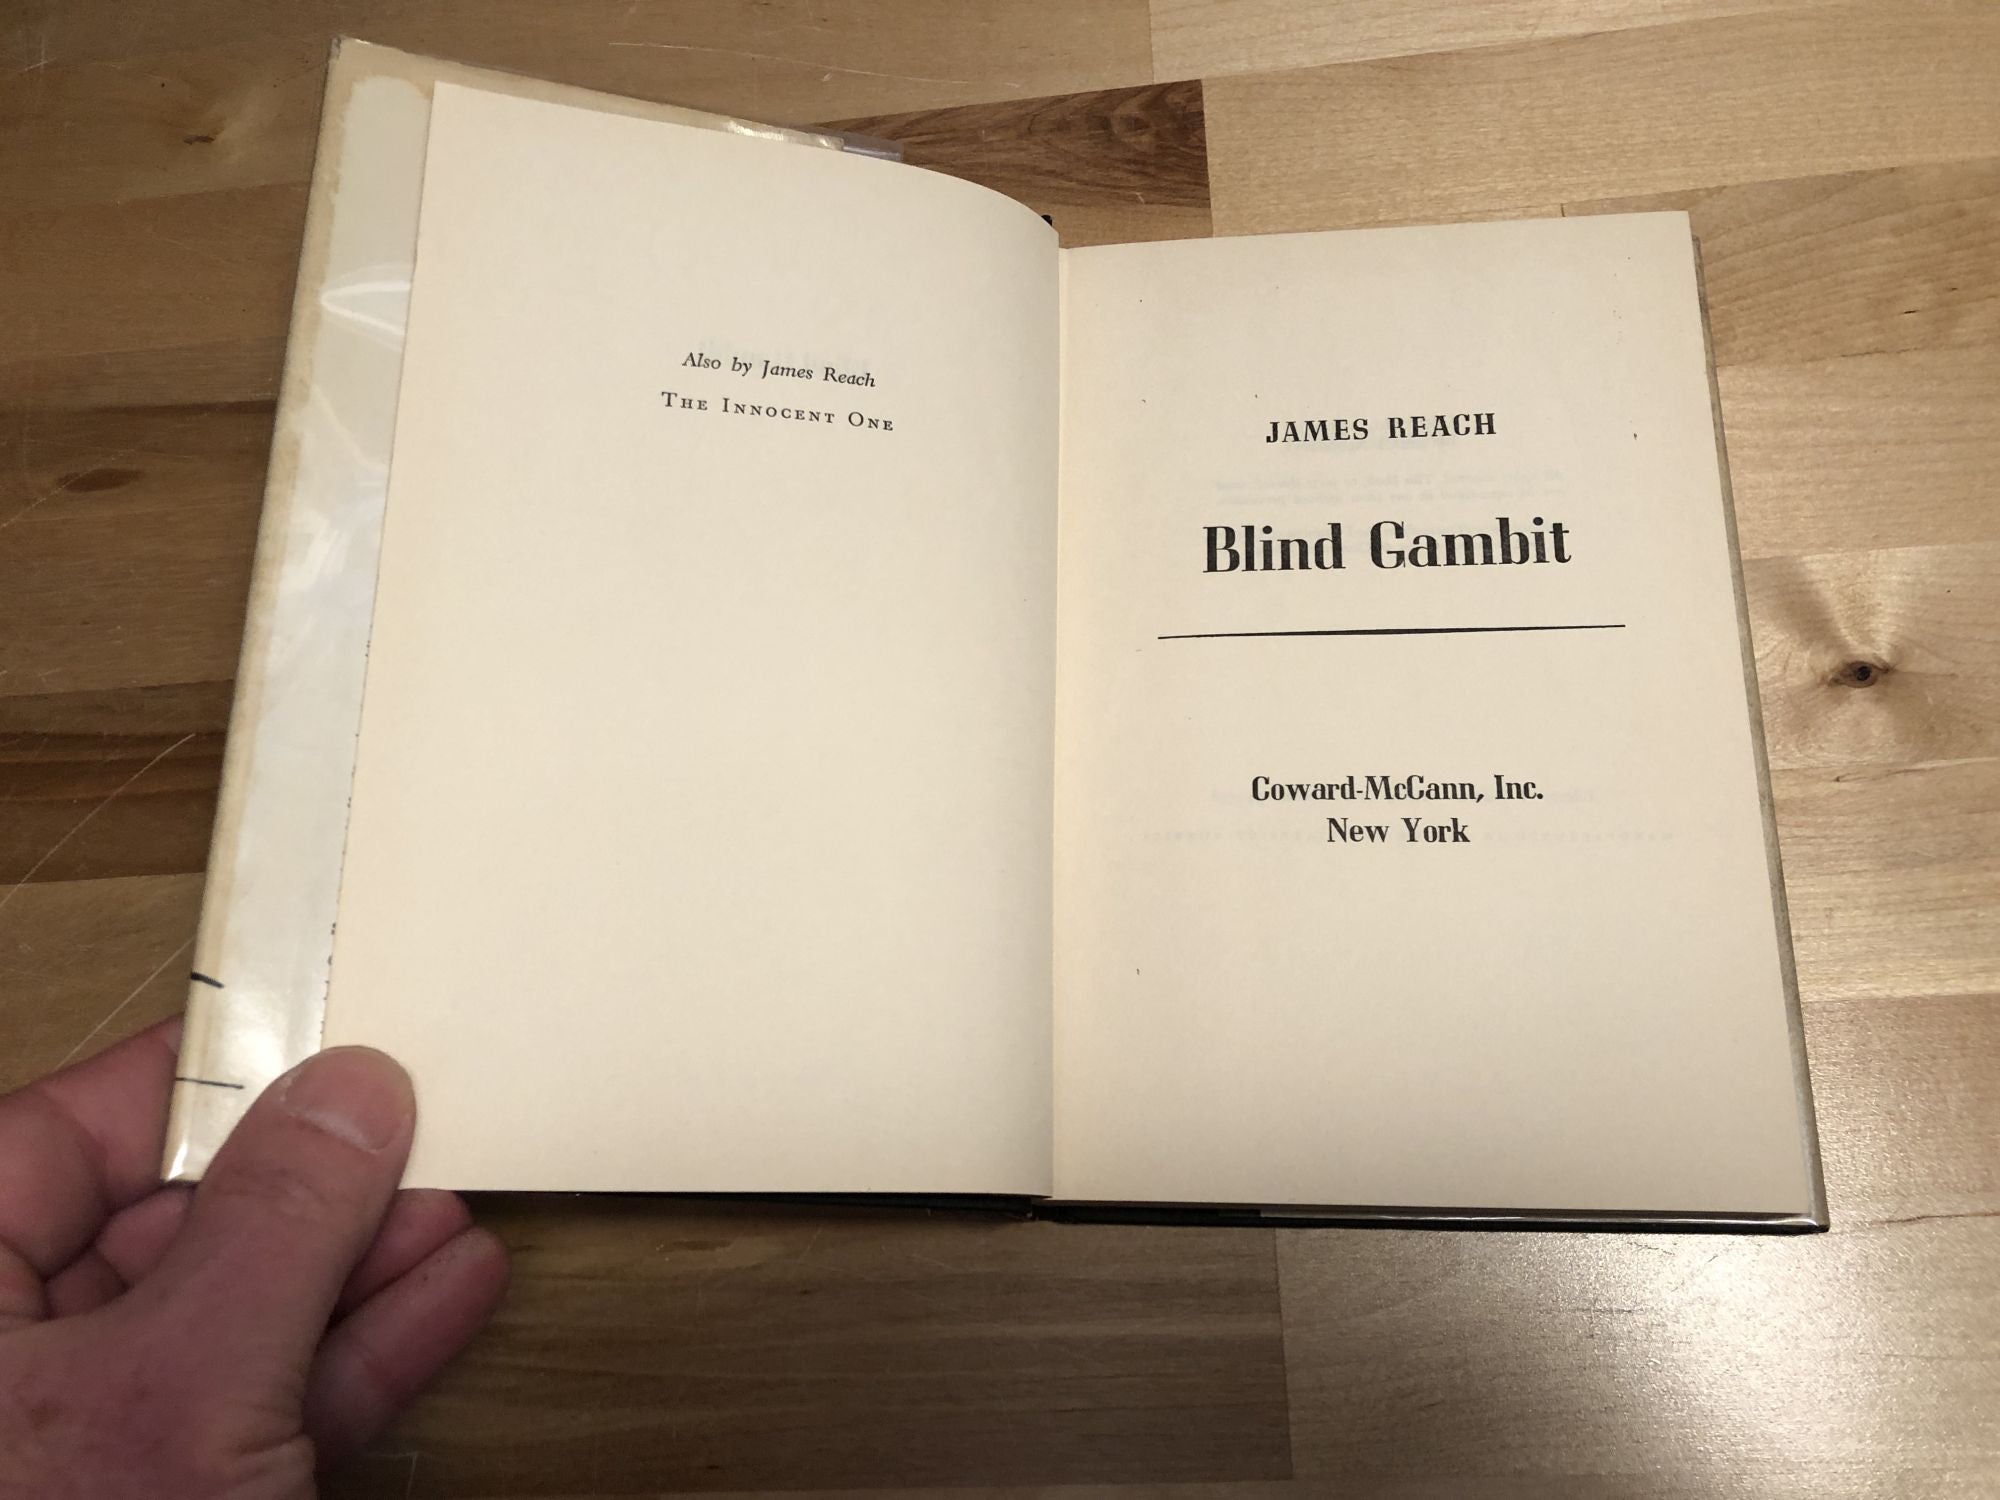 Also by James Reach
THE INNOCENT ONE
JAMES REACH
Blind Gambit
Coward-McCann, Inc.
New York